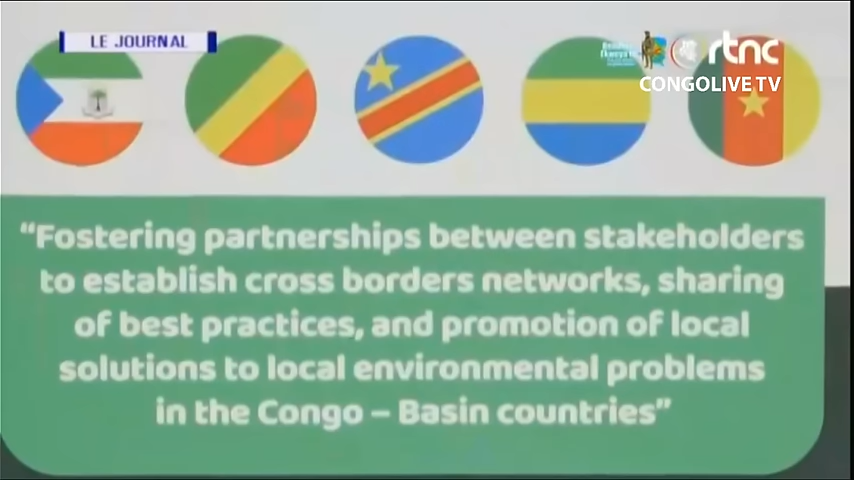 LE JOURNAL
rtnc
CONGOLIVE TV
“Fostering partnerships between stakeholders
to establish cross borders networks, sharing
of best practices, and promotion of local
solutions to local environmental problems
in the Congo – Basin countries”